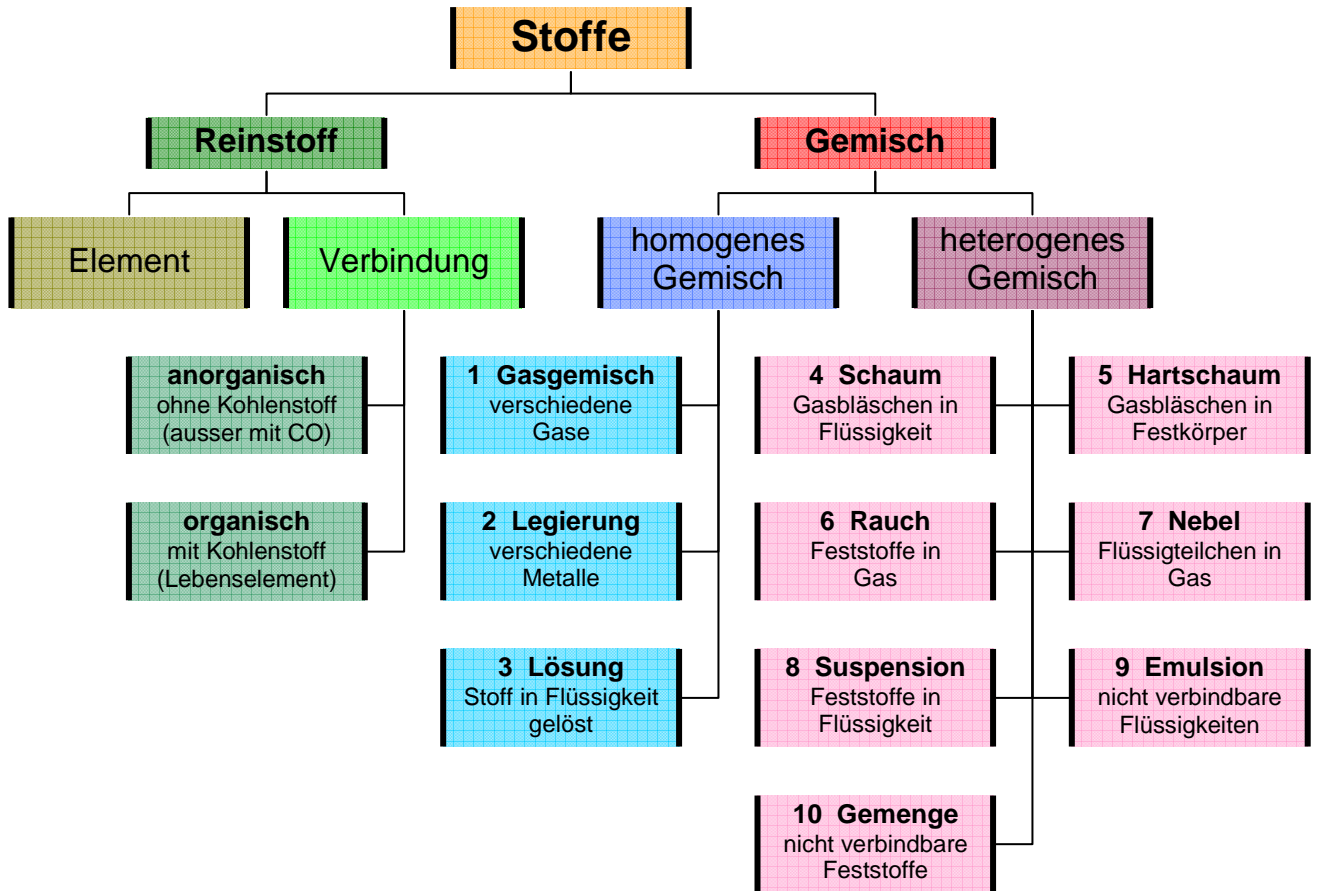 Stoffe
Reinstoff
Gemisch
Element
Verbindung
homogenes
Gemisch
heterogenes
Gemisch
anorganisch
ohne Kohlenstoff
(ausser mit CO)
1 Gasgemisch
verschiedene
Gase
4 Schaum
Gasbläschen in
Flüssigkeit
5 Hartschaum
Gasbläschen in
Festkörper
organisch
mit Kohlenstoff
(Lebenselement)
2 Legierung
verschiedene
Metalle
6 Rauch
Feststoffe in
Gas
7 Nebel
Flüssigteilchen in
Gas
3 Lösung
Stoff in Flüssigkeit
gelöst
8 Suspension
Feststoffe in
Flüssigkeit
9 Emulsion
nicht verbindbare
Flüssigkeiten
10 Gemenge
nicht verbindbare
Feststoffe